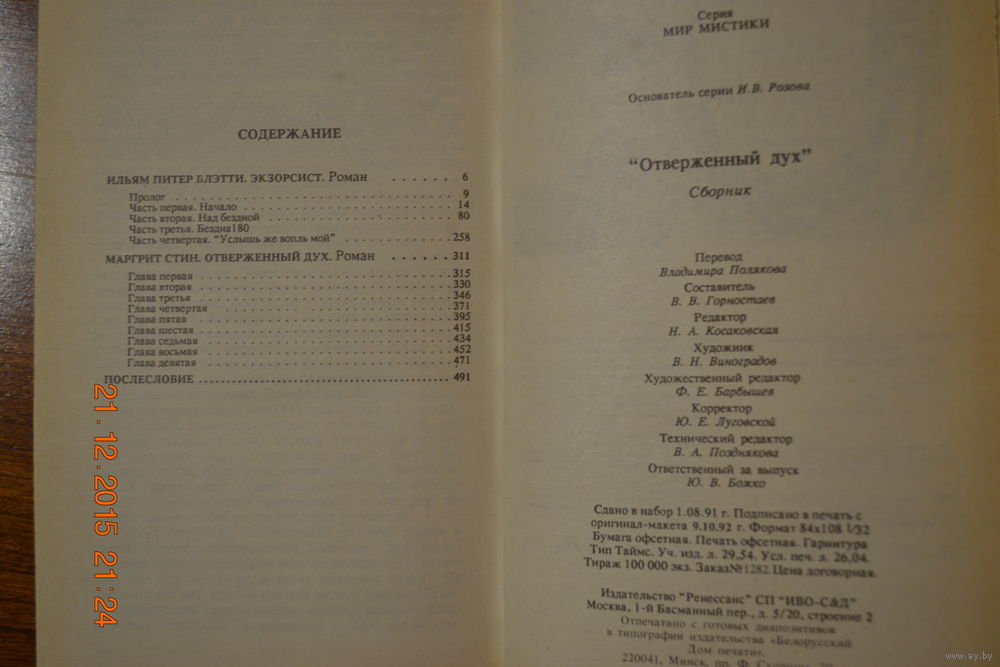 СОДЕРЖАНИЕ
ИЛЬЯМ ПИТЕР БЛЭТТИ. ЭКЗОРСИСТ. Роман . . . . . . 6
Пролог . . . . . . . . . . . . . . . . . . . . 9
Часть первая. Начало . . . . . . . . . . . . . . . . . . . . 14
Часть вторая. Над бездной . . . . . . . . . . . . . . . . . . . . 80
Часть третья. Бездна180
Часть четвертая. “Услышь же вопль мой” . . . . . . . . . . 258
МАРГРИТ СТИН. ОТВЕРЖЕННЫЙ ДУХ. Роман . . . . . . 311
Глава первая . . . . . . . . . . . . . . . . . . . . 315
Глава вторая . . . . . . . . . . . . . . . . . . . . 330
Глава третья . . . . . . . . . . . . . . . . . . . . 346
Глава четвертая . . . . . . . . . . . . . . . . . . . . 371
Глава пятая . . . . . . . . . . . . . . . . . . . . 395
Глава шестая . . . . . . . . . . . . . . . . . . . . 415
Глава седьмая . . . . . . . . . . . . . . . . . . . . 434
Глава восьмая . . . . . . . . . . . . . . . . . . . . 452
Глава девятая . . . . . . . . . . . . . . . . . . . . 471
ПОСЛЕСЛОВИЕ . . . . . . . . . . . . . . . . . . . . 491
21.12.2015 21:24
Серия
МИР МИСТИКИ
Основатель серии И.В. Розова
“Отверженный дух”
Сборник
Перевод
Владимира Полякова
Составитель
В. В. Горностаев
Редактор
Н. А. Косаковская
Художник
В. Н. Виноградов
Художественный редактор
Ф. Е. Барбышев
Корректор
Ю. Е. Луговской
Технический редактор
В. А. Позднякова
Ответственный за выпуск
Ю. В. Божко
Сдано в набор 1.08.91 г. Подписано в печать с
оригинал-макета 9.10.92 г. Формат 84х108 1/32
Бумага офсетная. Печать офсетная. Гарнитура
Тип Таймс. Уч. изд. л. 29,54. Усл. печ. л. 26,04.
Тираж 100 000 экз. Заказ№1282.Цена договорная.
Издательство "Ренессанс" СП "ИВО-С&Д"
Москва, 1-й Басманный пер., д. 5/20, строение 2
Отпечатано с готовых диапозитивов
в типографии издательства «Белорусский
Дом печати».
220041, Минск, пр. Ф.
www.ay.by